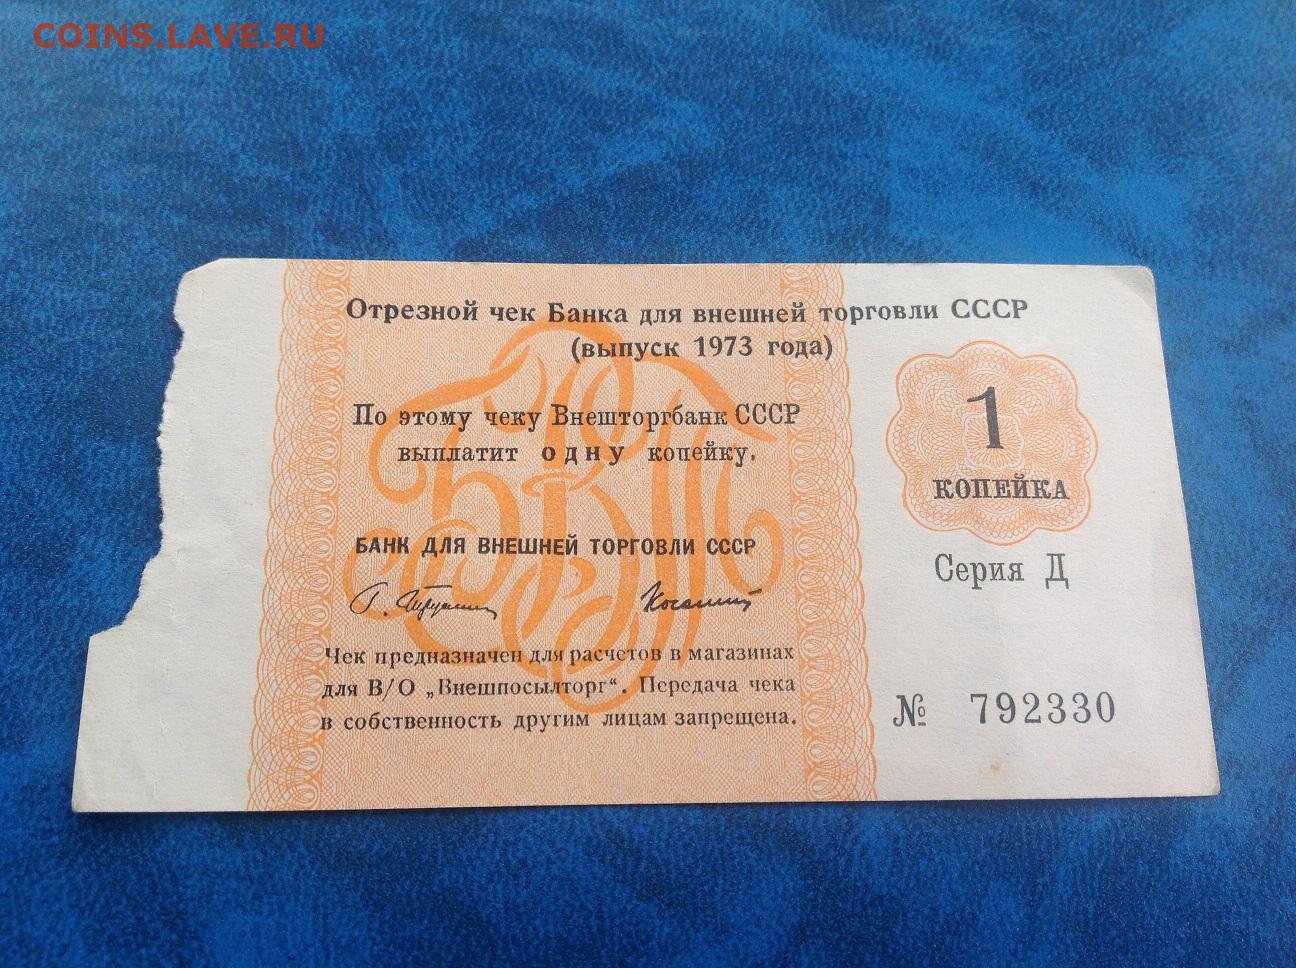 COINS.LAVE.RU
Отрезной чек Банка для внешней торговли СССР
(выпуск 1973 года)
По этому чеку Внешторгбанк СССР
выплатит одну копейку.
1
КОПЕЙКА
БАНК ДЛЯ ВНЕШНЕЙ ТОРГОВЛИ СССР
Серия Д
Чек предназначен для расчетов в магазинах
для В/О „Внешпосылторг“. Передача чека
в собственность другим лицам запрещена.
№ 792330